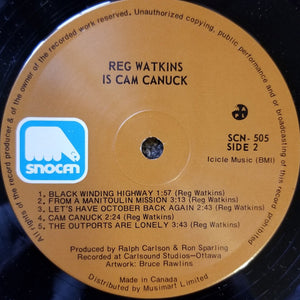 REG WATKINS
IS CAM CANUCK
SNOCAN
SCN- 505
SIDE 2
Icicle Music (BMI)
1. BLACK WINDING HIGHWAY 1:57 (Reg Watkins)
2. FROM A MANITOULIN MISSION 3:13 (Reg Watkins)
3. LET'S HAVE OCTOBER BACK AGAIN 2:43 (Reg Watkins)
4. CAM CANUCK 2:24 (Reg Watkins)
5. THE OUTPORTS ARE LONELY 3:43 (Reg Watkins)
Produced by Ralph Carlson & Ron Sparling
Recorded at Carlsound Studios-Ottawa
Artwork: Bruce Rawlins
Made in Canada
Distributed by Musimart Limited
All rights of the record producer & of the owner of the recorded work reserved. Unauthorized copying, public performance and broadcasting of this record prohibited